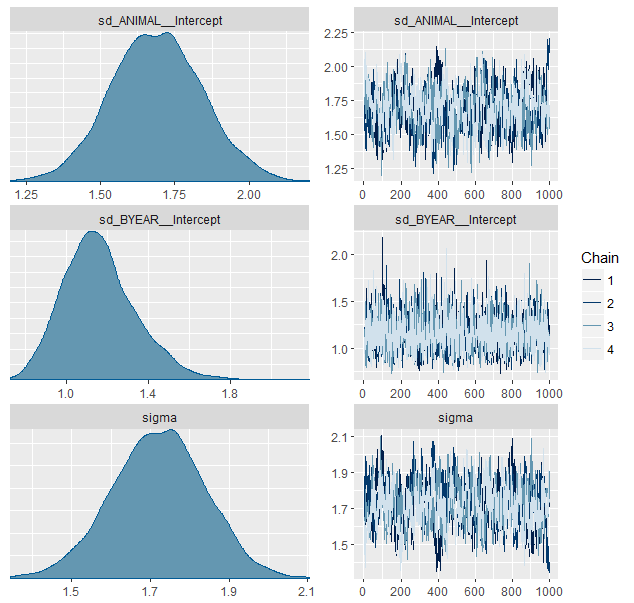 sd_ANIMAL__Intercept
1.25 1.50 1.75 2.00
sd_ANIMAL__Intercept
2.25
2.00
1.75
1.50
1.25
0 200 400 600 800 1000
sd_BYEAR__Intercept
1.0 1.4 1.8
sd_BYEAR__Intercept
2.0
1.5
1.0
0 200 400 600 800 1000
sigma
1.5 1.7 1.9 2.1
sigma
2.1
1.9
1.7
1.5
0 200 400 600 800 1000
Chain
1
2
3
4